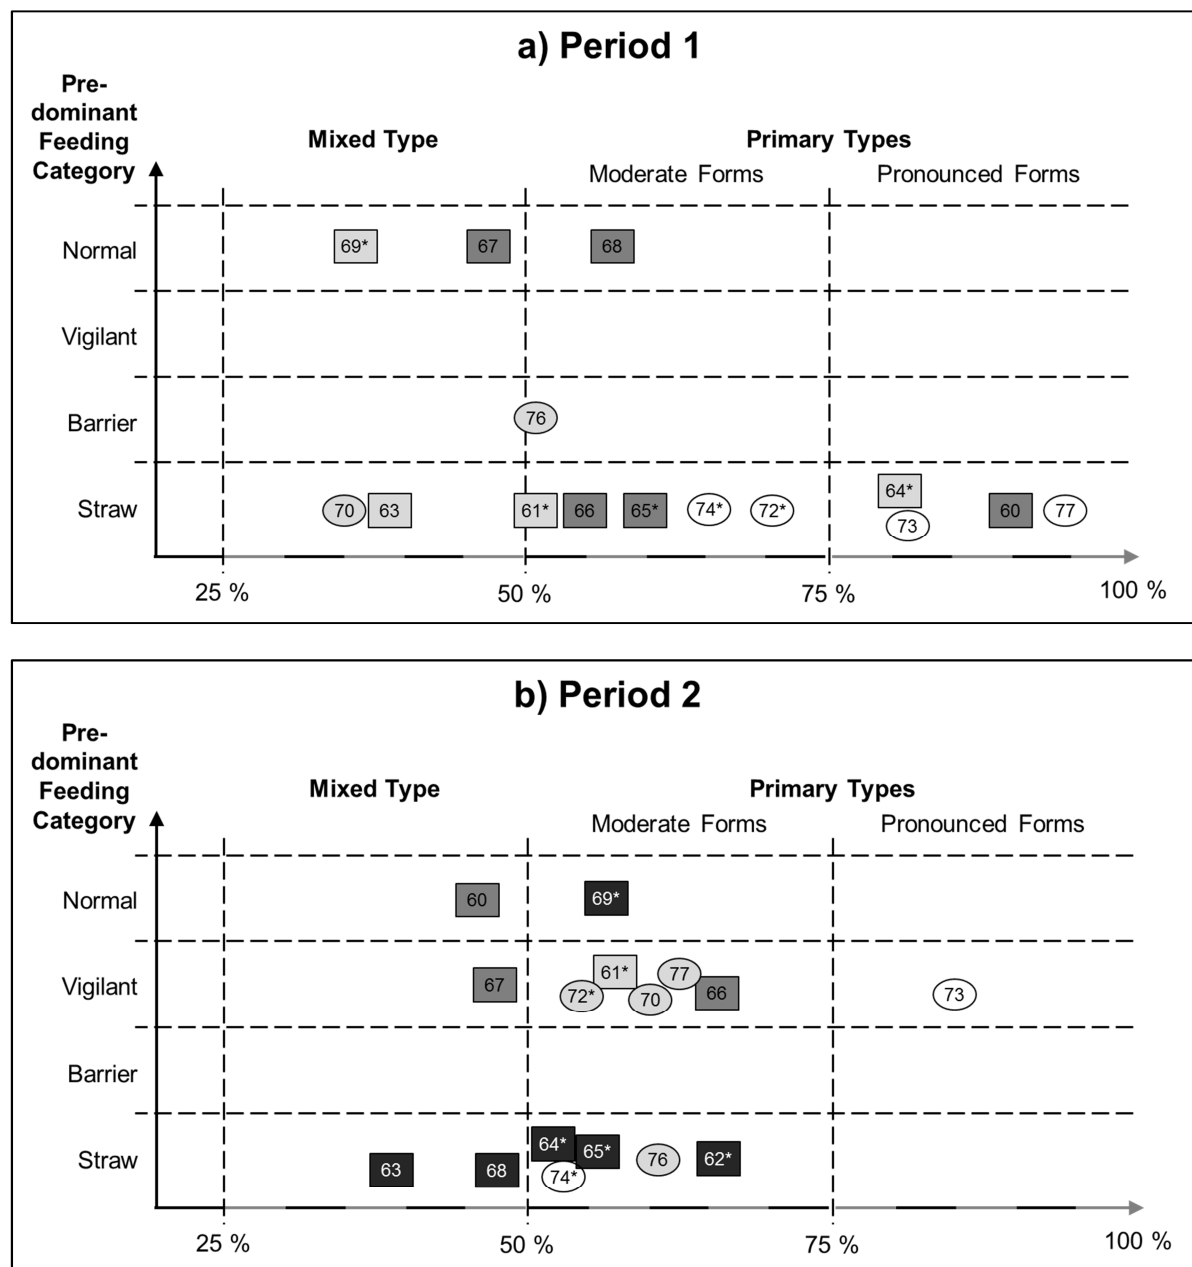 a) Period 1
Pre-
dominant
Feeding
Category
Mixed Type
Primary Types
Moderate Forms
Pronounced Forms
Normal
69*
67
68
Vigilant
Barrier
76
Straw
70
63
61*
66
65*
74*
72*
64*
73
60
77
25 %
50 %
75 %
100 %
b) Period 2
Pre-
dominant
Feeding
Category
Mixed Type
Primary Types
Moderate Forms
Pronounced Forms
Normal
60
69*
Vigilant
67
72*
61*
70
77
66
73
Barrier
Straw
63
68
64*
74*
65*
76
62*
25 %
50 %
75 %
100 %